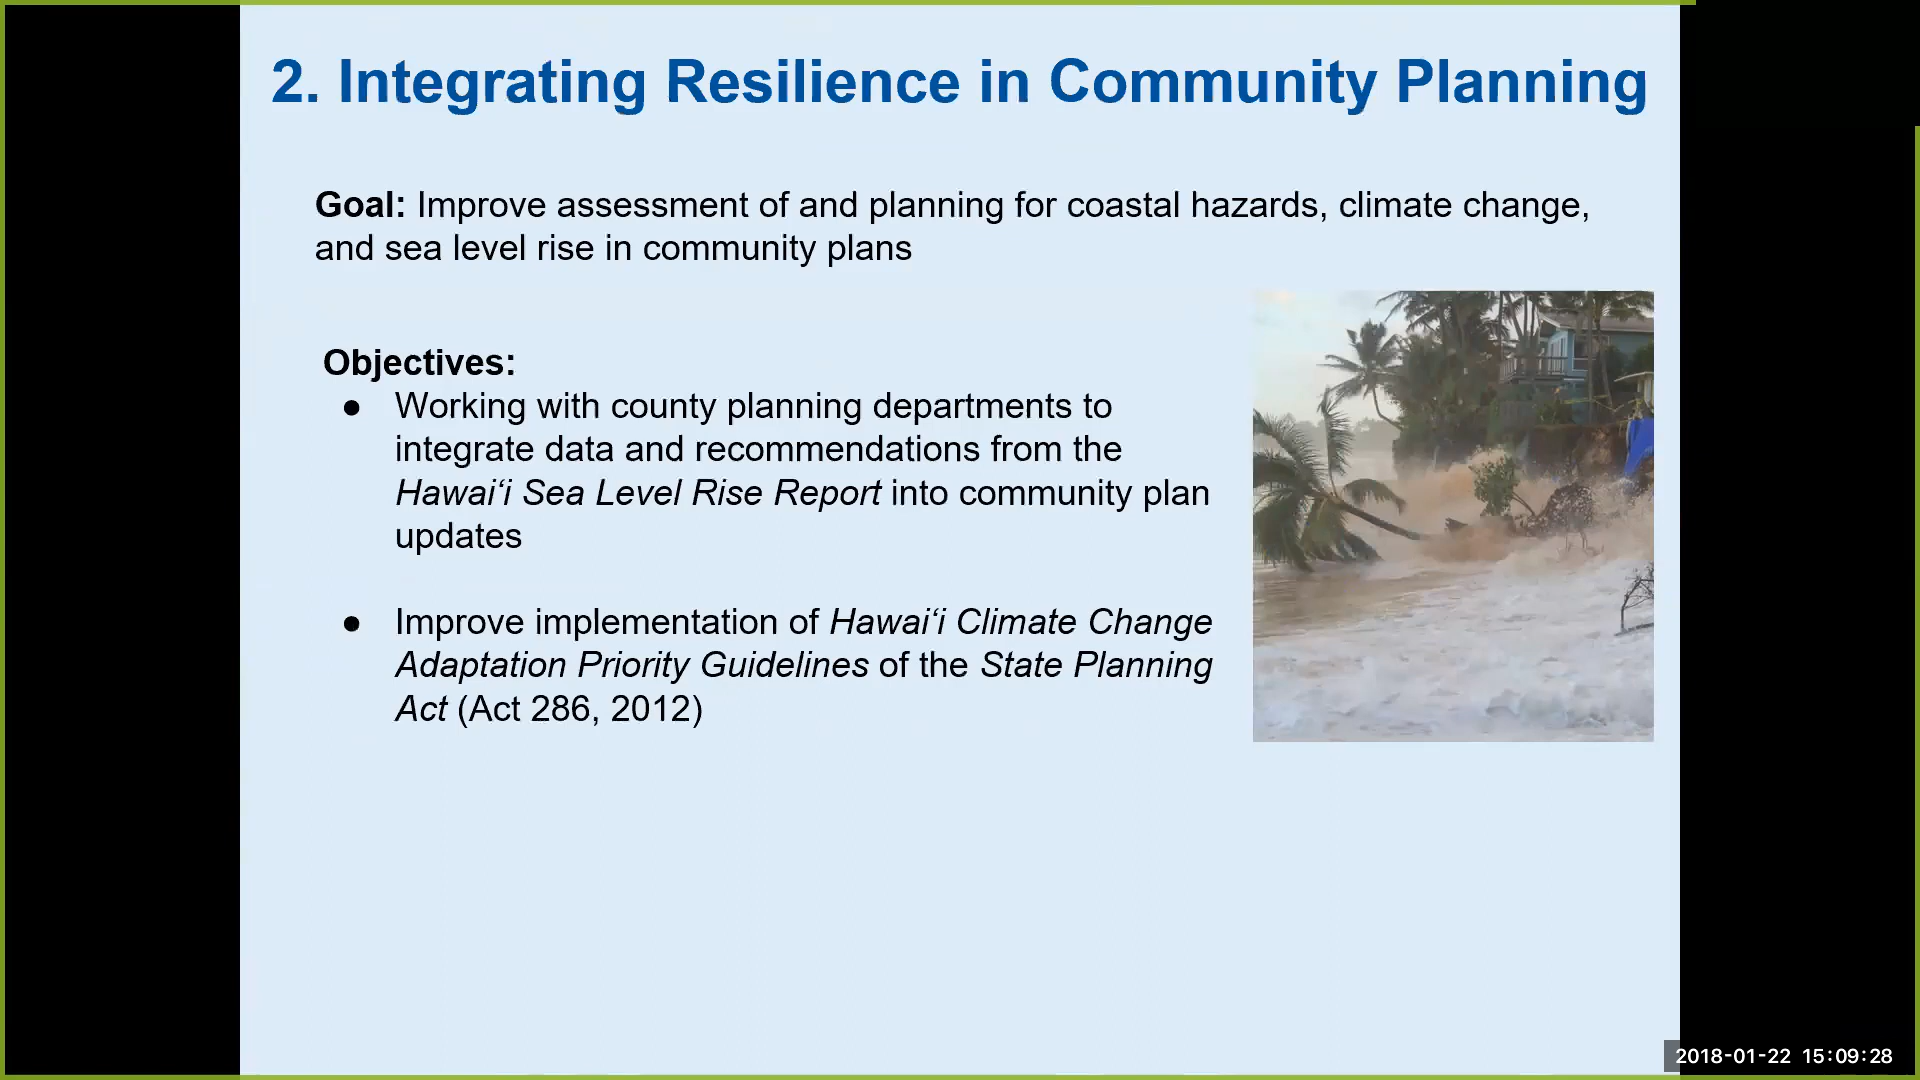 2. Integrating Resilience in Community Planning
Goal: Improve assessment of and planning for coastal hazards, climate change,
and sea level rise in community plans
Objectives:
● Working with county planning departments to
integrate data and recommendations from the
Hawaiʻi Sea Level Rise Report into community plan
updates
● Improve implementation of Hawaiʻi Climate Change
Adaptation Priority Guidelines of the State Planning
Act (Act 286, 2012)
2018-01-22 15:09:28